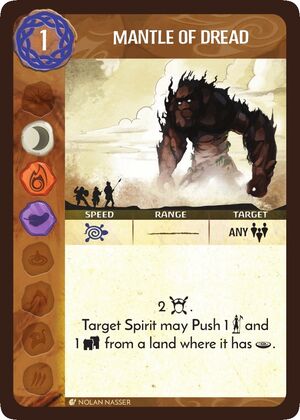 1
MANTLE OF DREAD
SPEED RANGE TARGET
ANY
2 .
Target Spirit may Push 1 and
1 from a land where it has .
NOLAN NASSER